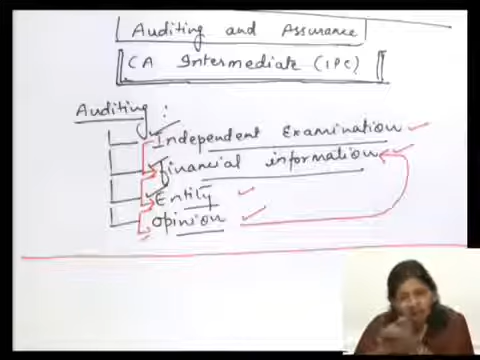 Auditing and Assurance
CA Intermediate (IPC)
Auditing :
Independent Examination
Financial information
Entity
Opinion